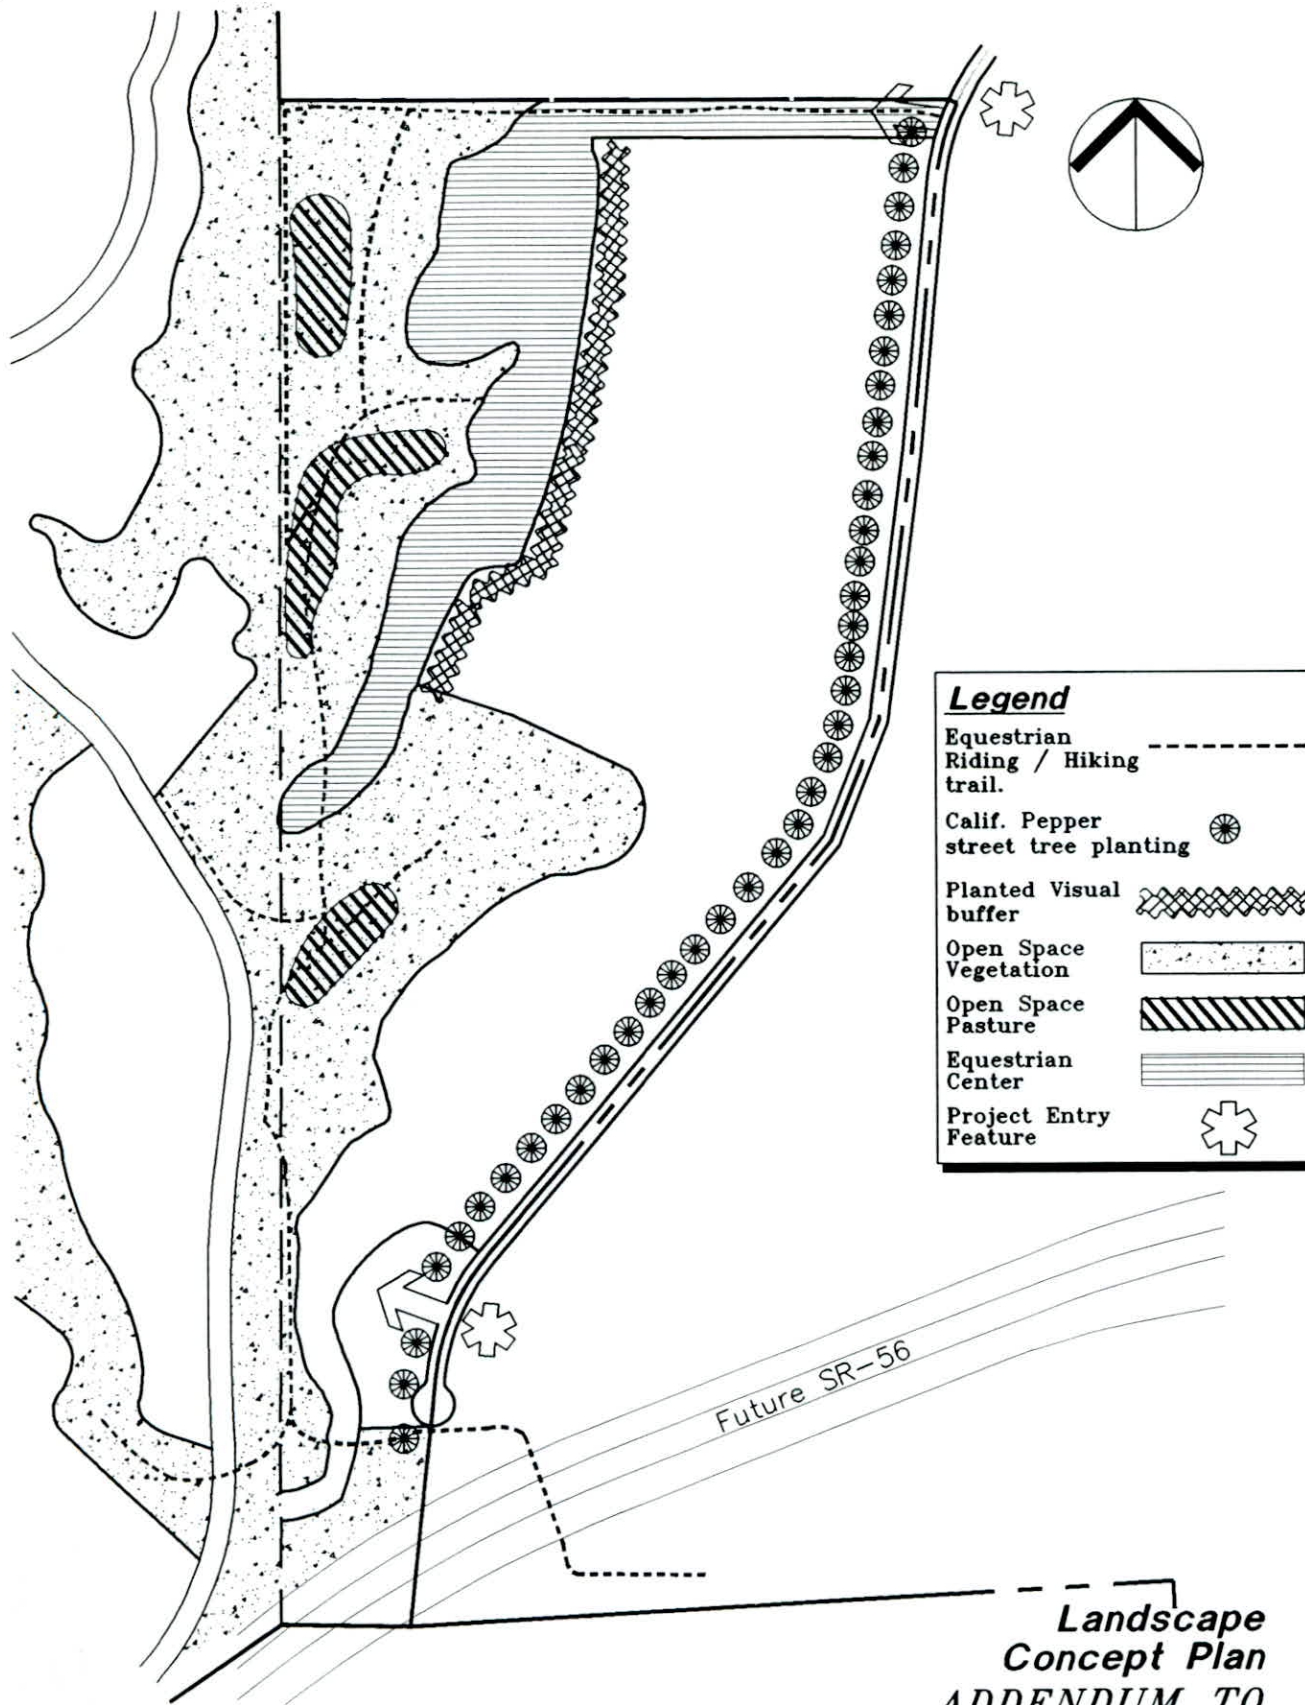 Legend
Equestrian
Riding / Hiking
trail.
Calif. Pepper
street tree planting
Planted Visual
buffer
Open Space
Vegetation
Open Space
Pasture
Equestrian
Center
Project Entry
Feature
Future SR-56
Landscape
Concept Plan
ADDENDUM TO